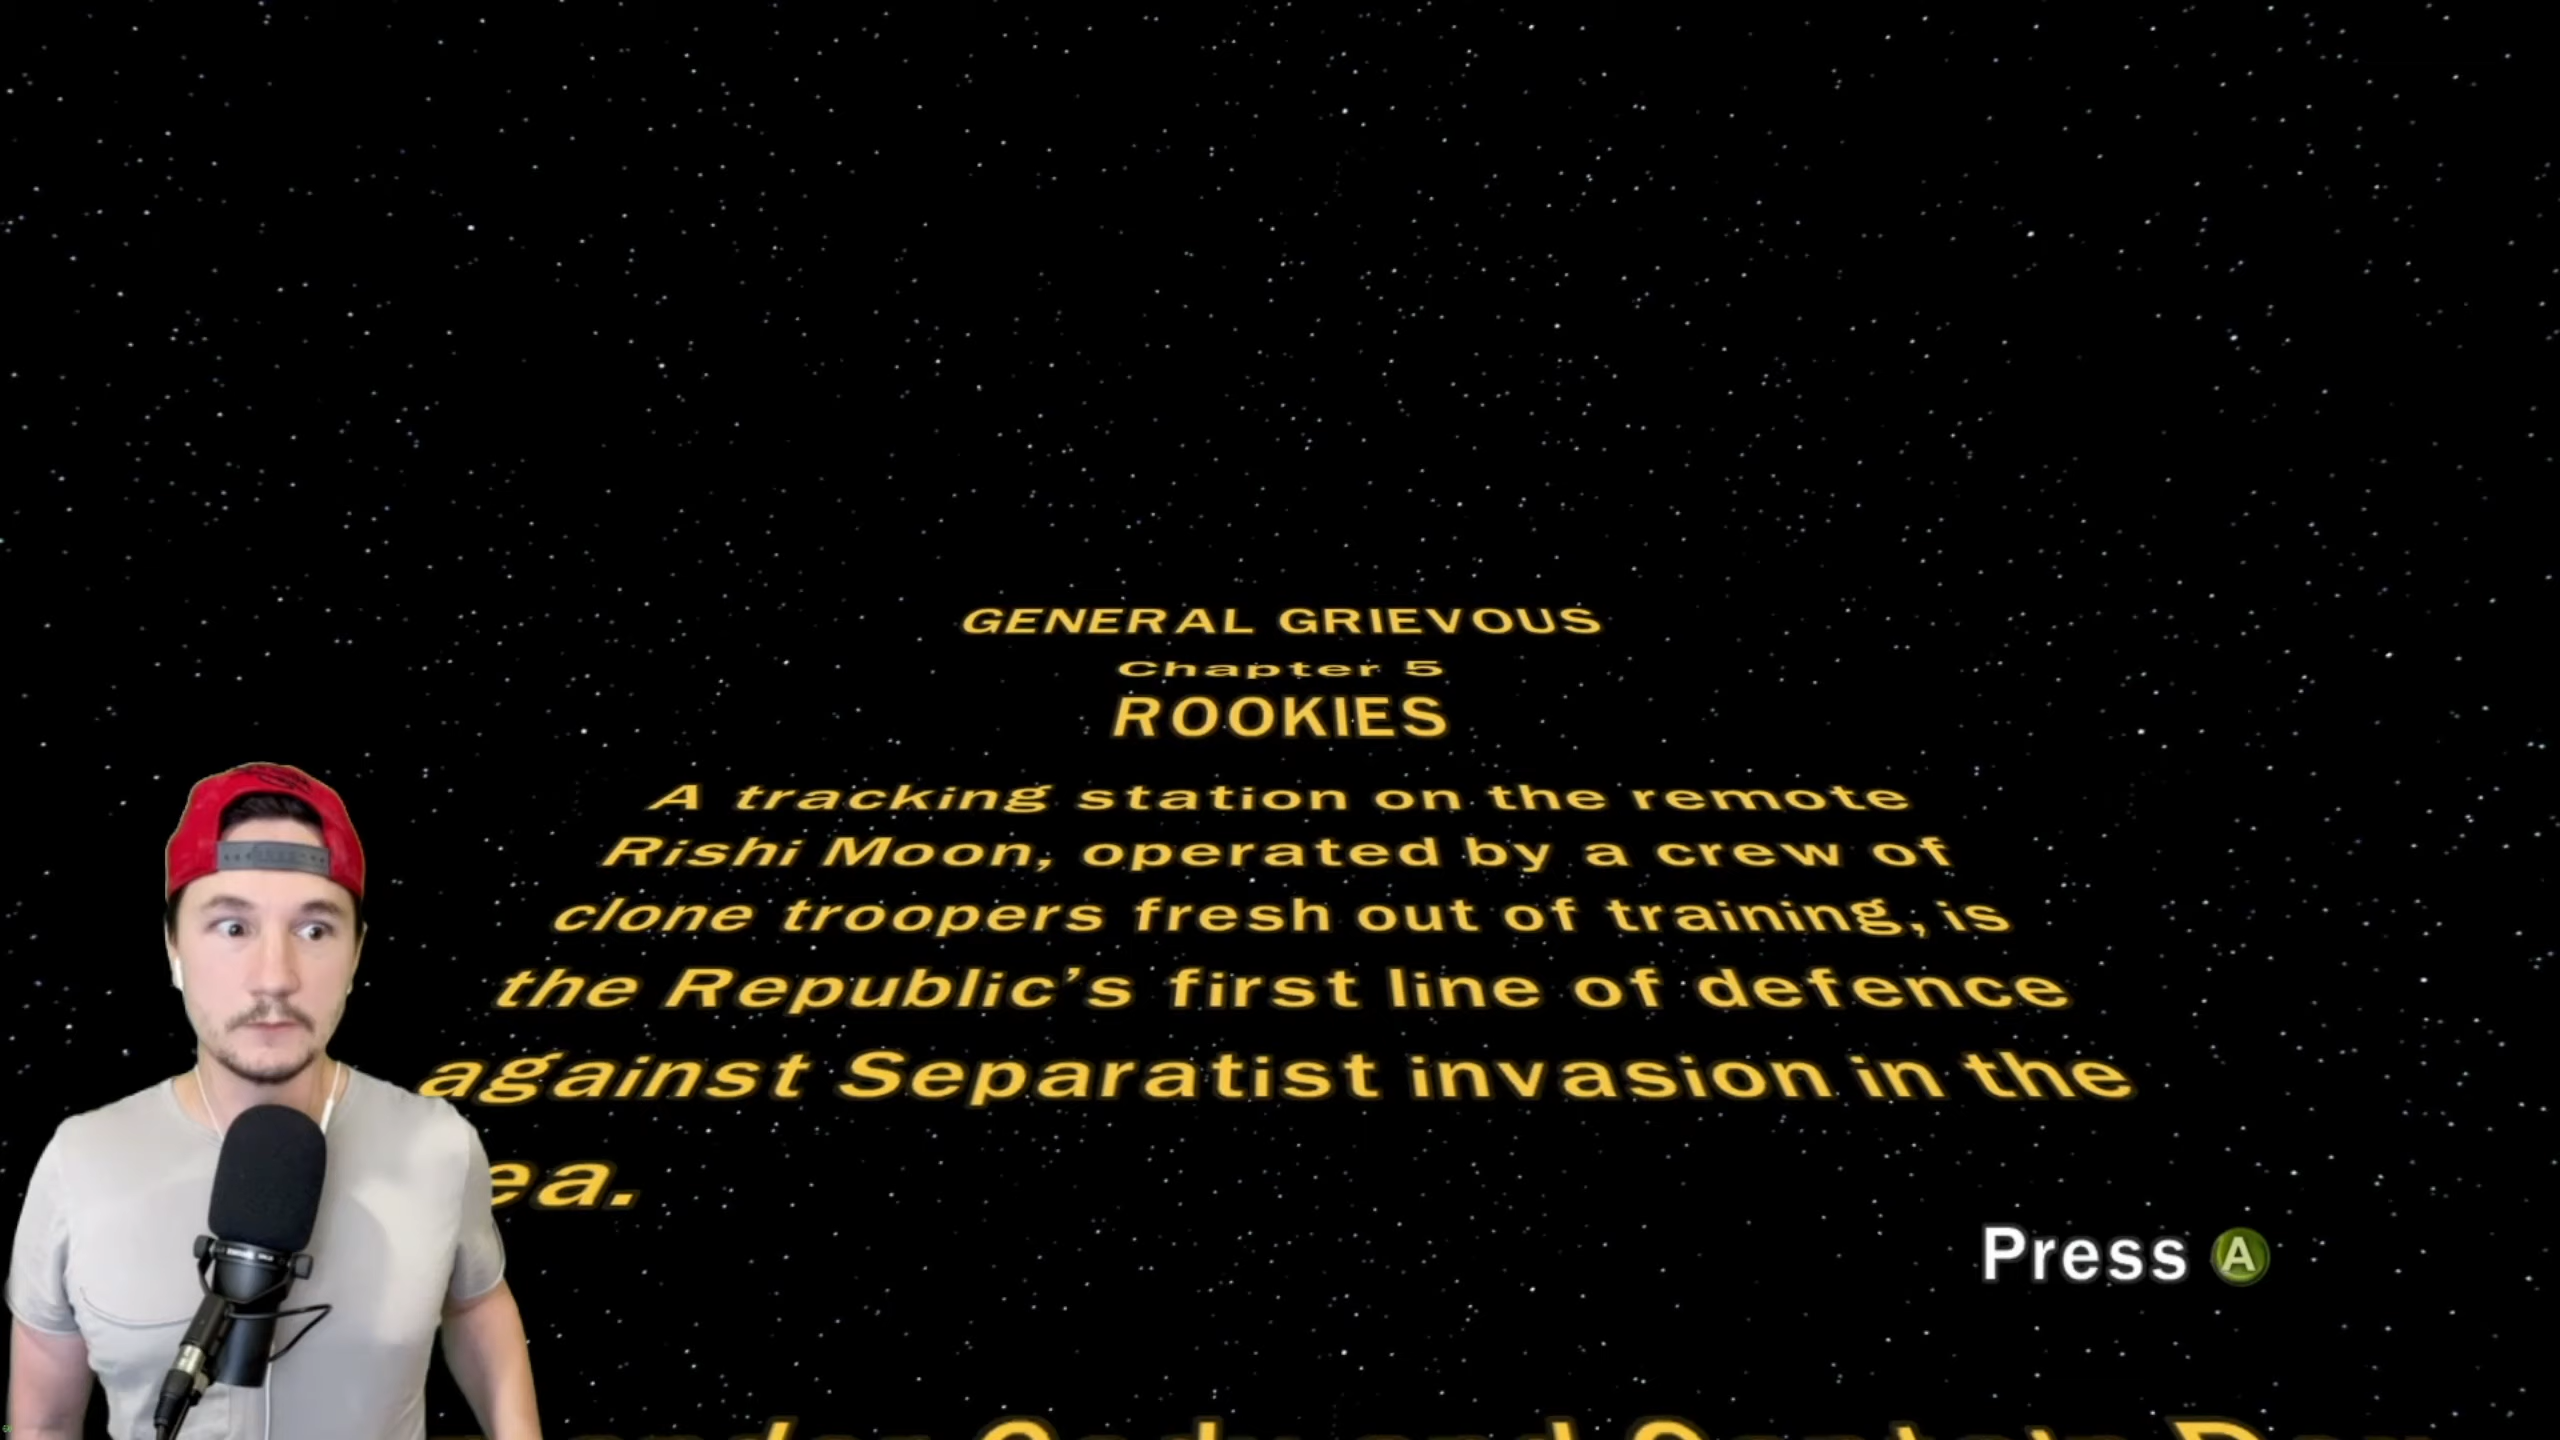 GENERAL GRIEVOUS
Chapter 5
ROOKIES
A tracking station on the remote
Rishi Moon, operated by a crew of
clone troopers fresh out of training, is
the Republic’s first line of defence
against Separatist invasion in the
ea.
Press A